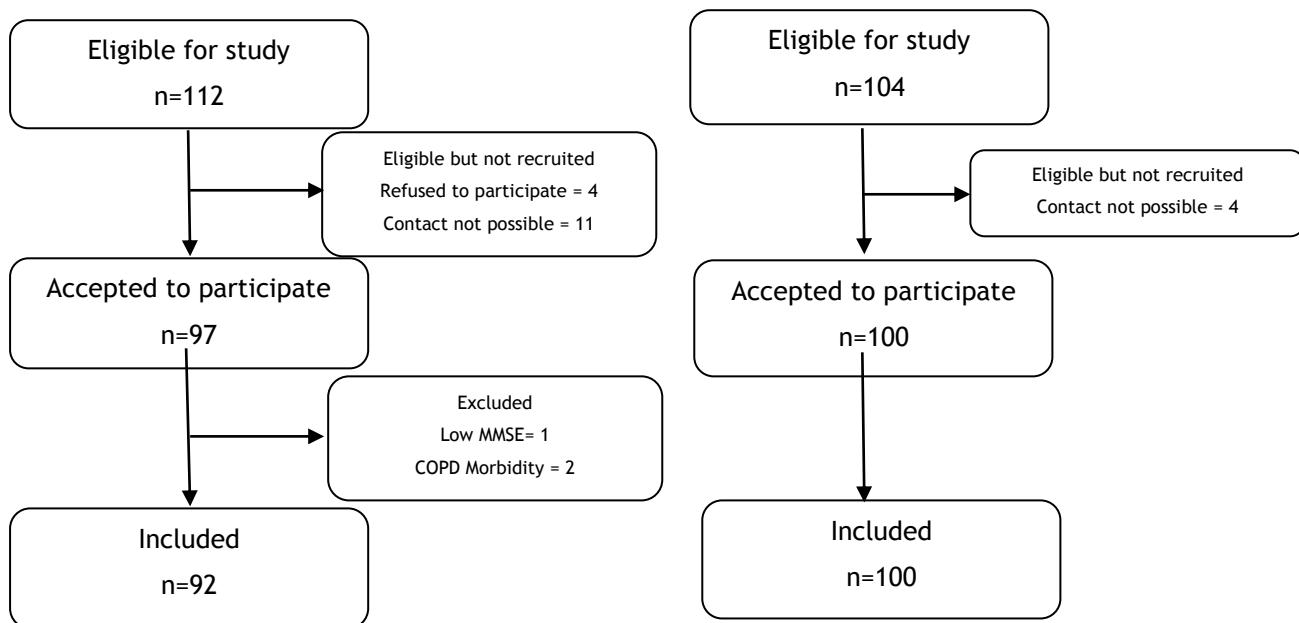 Eligible for study
n=112
Eligible but not recruited
Refused to participate = 4
Contact not possible = 11
Accepted to participate
n=97
Excluded
Low MMSE= 1
COPD Morbidity = 2
Included
n=92
Eligible for study
n=104
Eligible but not recruited
Contact not possible = 4
Accepted to participate
n=100
Included
n=100